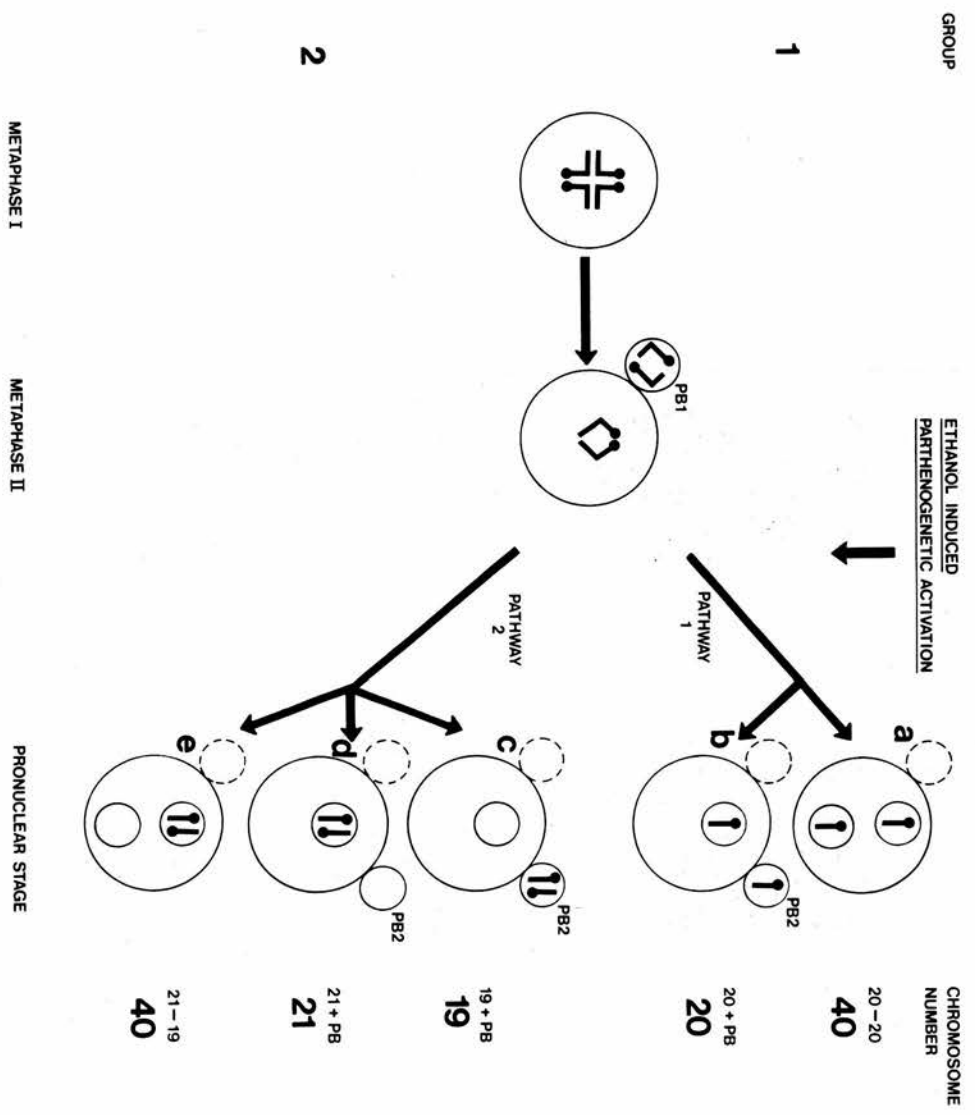 GROUP
ETHANOL INDUCED
PARTHENOGENETIC ACTIVATION
CHROMOSOME
NUMBER
1
PATHWAY
1
a
20 – 20
40
b
PB2
20 + PB
20
PB1
2
PATHWAY
2
c
PB2
19 + PB
19
d
PB2
21 + PB
21
e
21 – 19
40
METAPHASE I
METAPHASE II
PRONUCLEAR STAGE